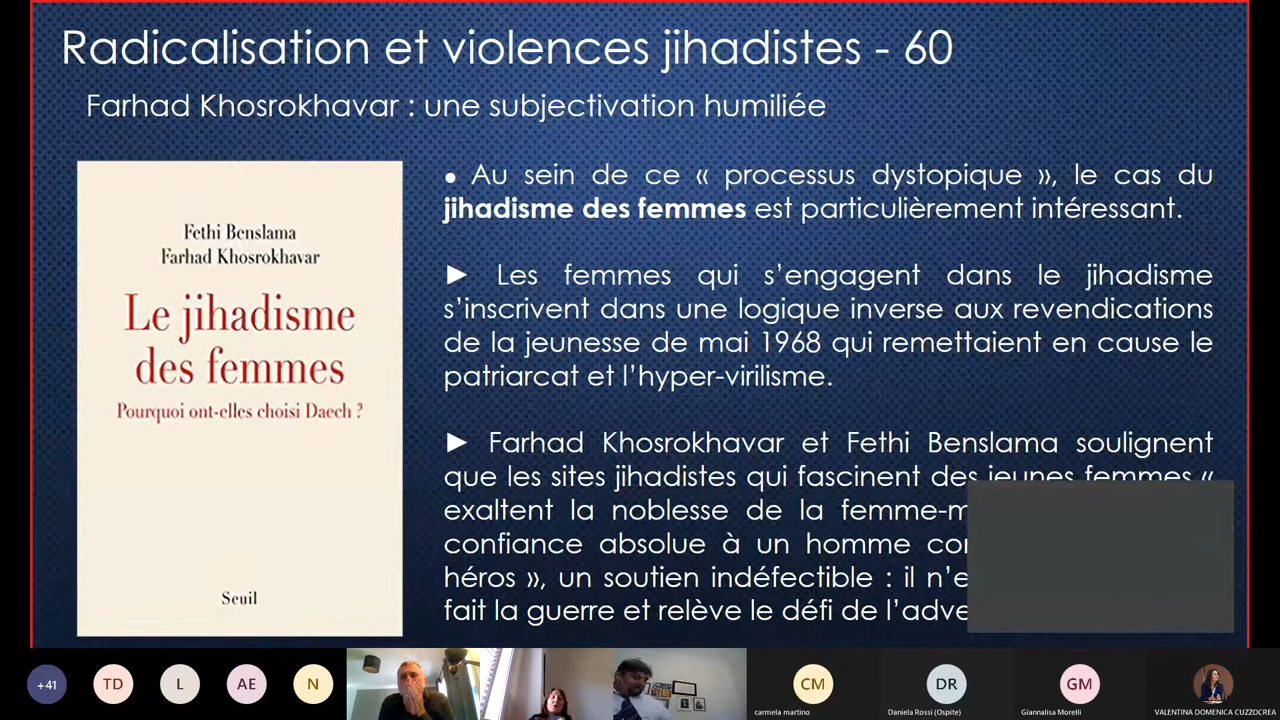 Radicalisation et violences jihadistes - 60
Farhad Khosrokhavar : une subjectivation humiliée
Fethi Benslama
Farhad Khosrokhavar
Le jihadisme
des femmes
Pourquoi ont-elles choisi Daech ?
Seuil
• Au sein de ce « processus dystopique », le cas du
jihadisme des femmes est particulièrement intéressant.
► Les femmes qui s’engagent dans le jihadisme
s’inscrivent dans une logique inverse aux revendications
de la jeunesse de mai 1968 qui remettaient en cause le
patriarcat et l’hyper-virilisme.
► Farhad Khosrokhavar et Fethi Benslama soulignent
que les sites jihadistes qui fascinent des jeunes femmes «
exaltent la noblesse de la
confiance absolue à un homme
héros », un soutien indéfectible : il
fait la guerre et relève le défi de
+41
TD
L
AE
N
CM
carmela martino
DR
Daniela Rossi (Ospite)
GM
Giannalisa Morelli
VALENTINA DOMENICA CUZZOCREA